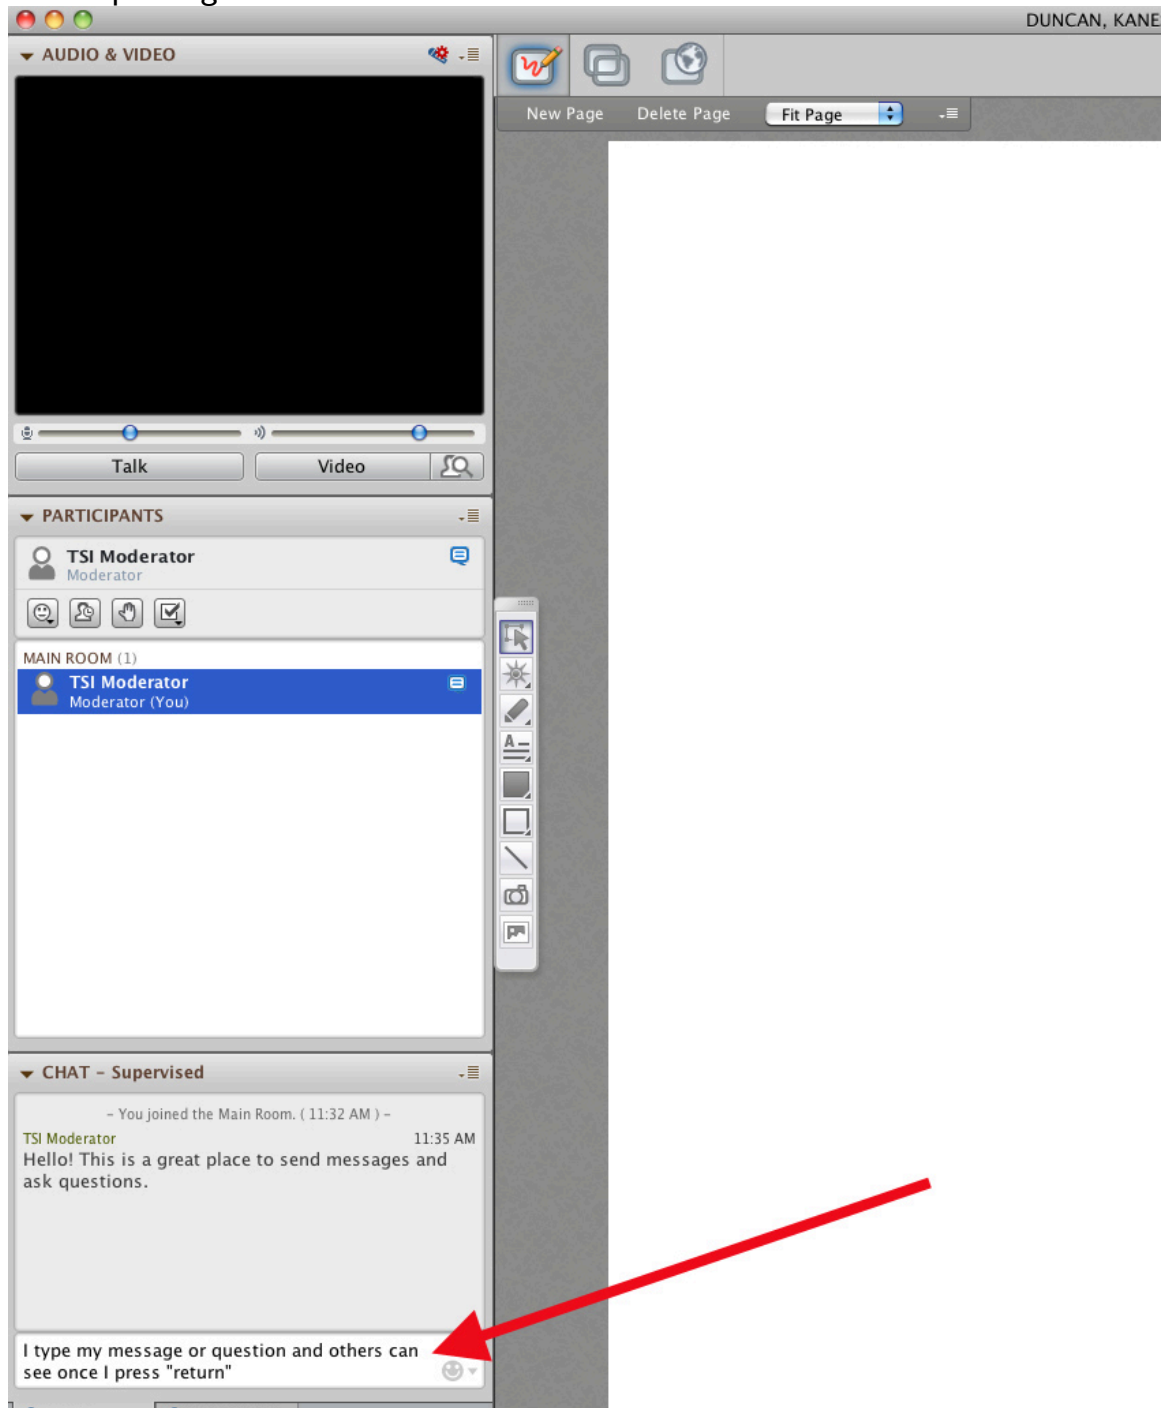 DUNCAN, KANE
AUDIO & VIDEO
New Page Delete Page Fit Page
Talk Video
PARTICIPANTS
TSI Moderator
Moderator
MAIN ROOM (1)
TSI Moderator
Moderator (You)
A
CHAT – Supervised
– You joined the Main Room. ( 11:32 AM ) –
TSI Moderator 11:35 AM
Hello! This is a great place to send messages and
ask questions.
I type my message or question and others can
see once I press "return"